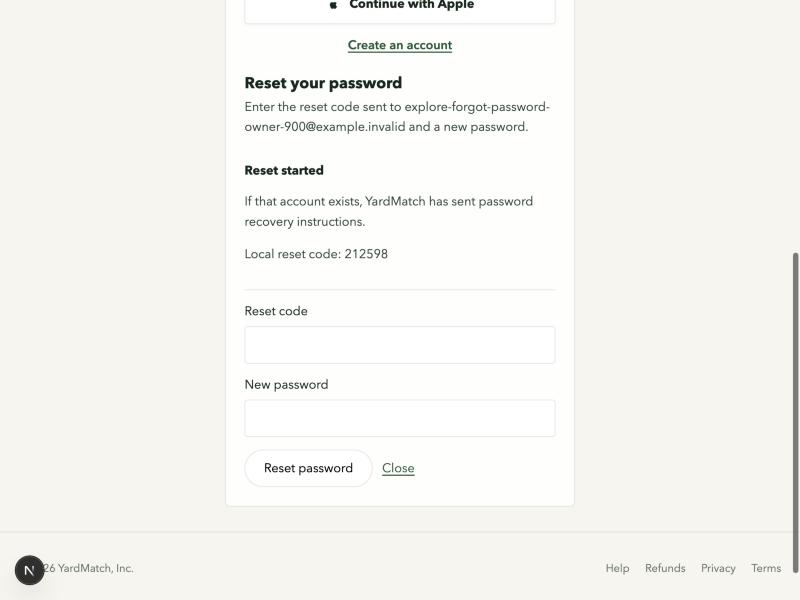 Continue with Apple
Create an account
Reset your password
Enter the reset code sent to explore-forgot-password-
owner-900@example.invalid and a new password.
Reset started
If that account exists, YardMatch has sent password
recovery instructions.
Local reset code: 212598
Reset code
New password
Reset password Close
N 26 YardMatch, Inc. Help Refunds Privacy Terms